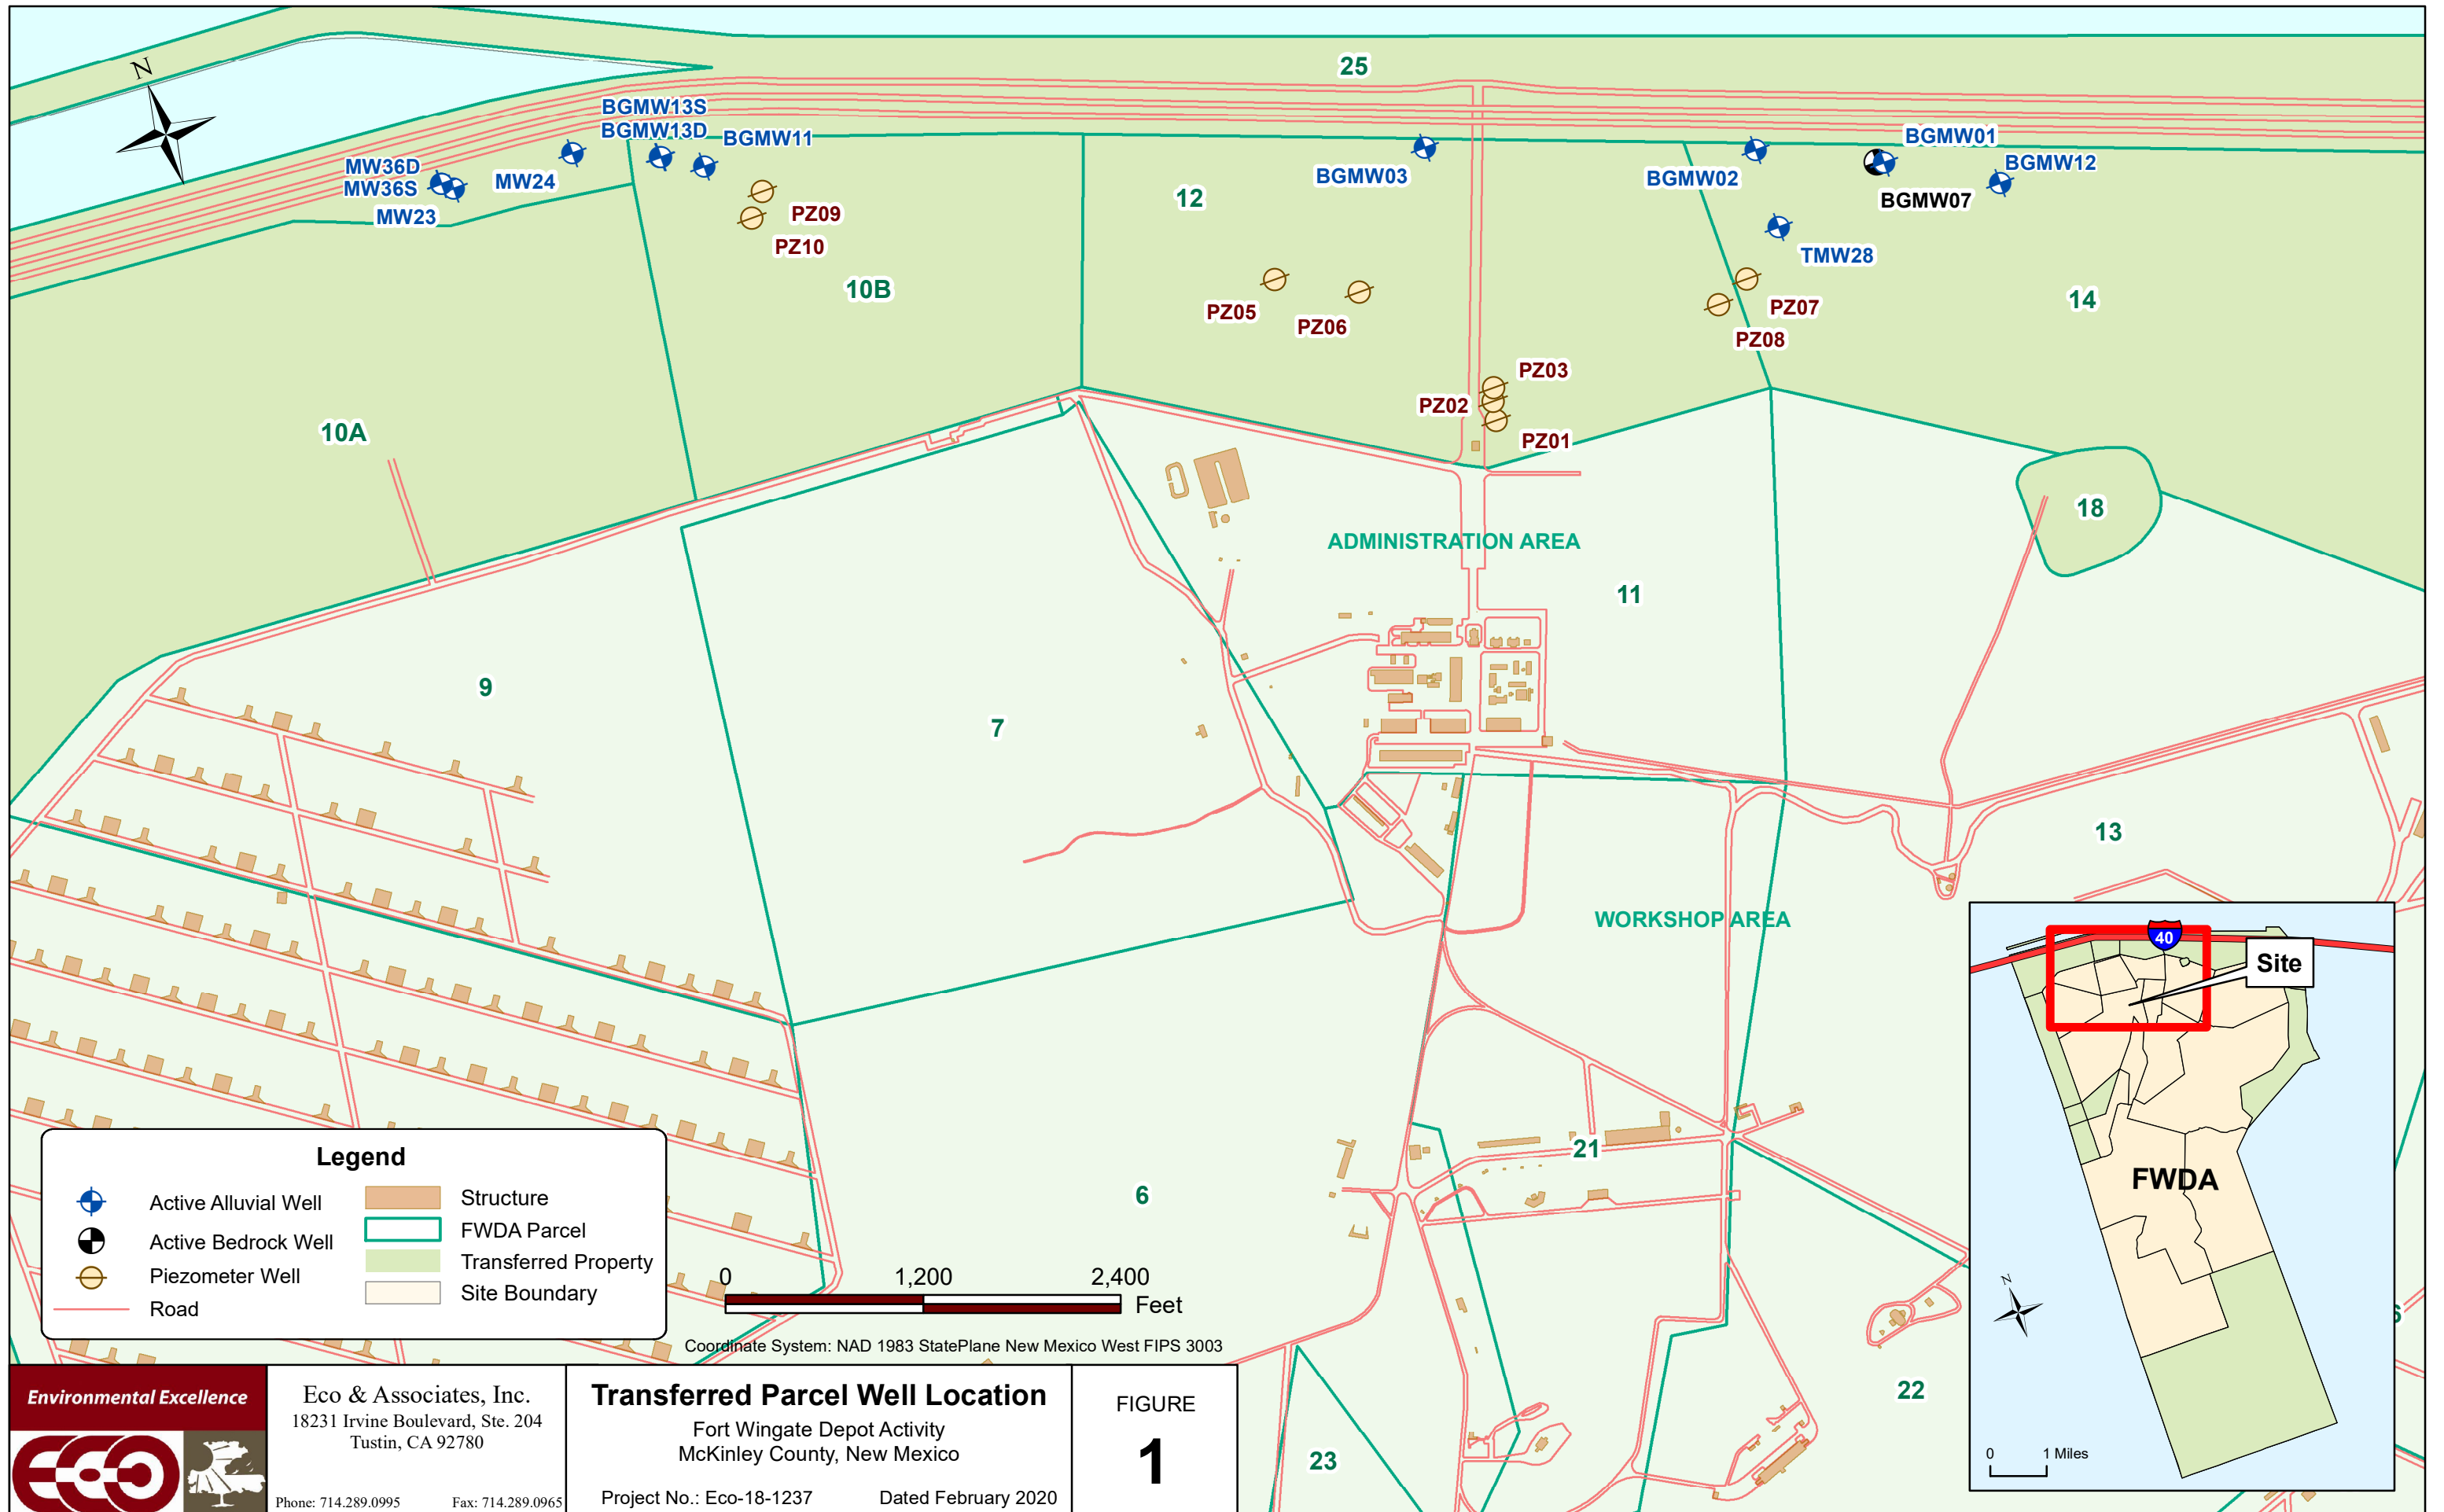 25
N
BGMW13S
BGMW13D
BGMW11
BGMW01
BGMW12
MW36D
MW36S
MW24
MW23
BGMW03
BGMW02
BGMW07
12
PZ09
PZ10
TMW28
10B
14
PZ05
PZ06
PZ07
PZ08
PZ03
PZ02
PZ01
10A
18
ADMINISTRATION AREA
11
9
7
13
WORKSHOP AREA
40
Site
FWDA
N
0 1 Miles
21
6
22
23
Legend
Active Alluvial Well
Active Bedrock Well
Piezometer Well
Road
Structure
FWDA Parcel
Transferred Property
Site Boundary
0 1,200 2,400
Feet
Coordinate System: NAD 1983 StatePlane New Mexico West FIPS 3003
Environmental Excellence
eco
Eco & Associates, Inc.
18231 Irvine Boulevard, Ste. 204
Tustin, CA 92780
Phone: 714.289.0995 Fax: 714.289.0965
Transferred Parcel Well Location
Fort Wingate Depot Activity
McKinley County, New Mexico
Project No.: Eco-18-1237 Dated February 2020
FIGURE
1